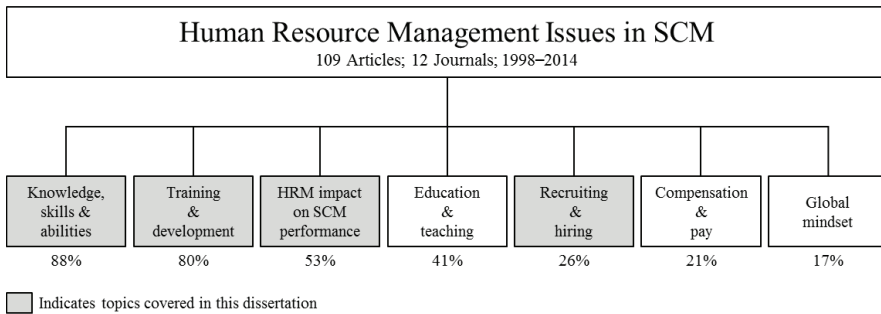 Human Resource Management Issues in SCM
109 Articles; 12 Journals; 1998–2014
Knowledge,
skills &
abilities
88%
Training
&
development
80%
HRM impact
on SCM
performance
53%
Education
&
teaching
41%
Recruiting
&
hiring
26%
Compensation
&
pay
21%
Global
mindset
17%
Indicates topics covered in this dissertation